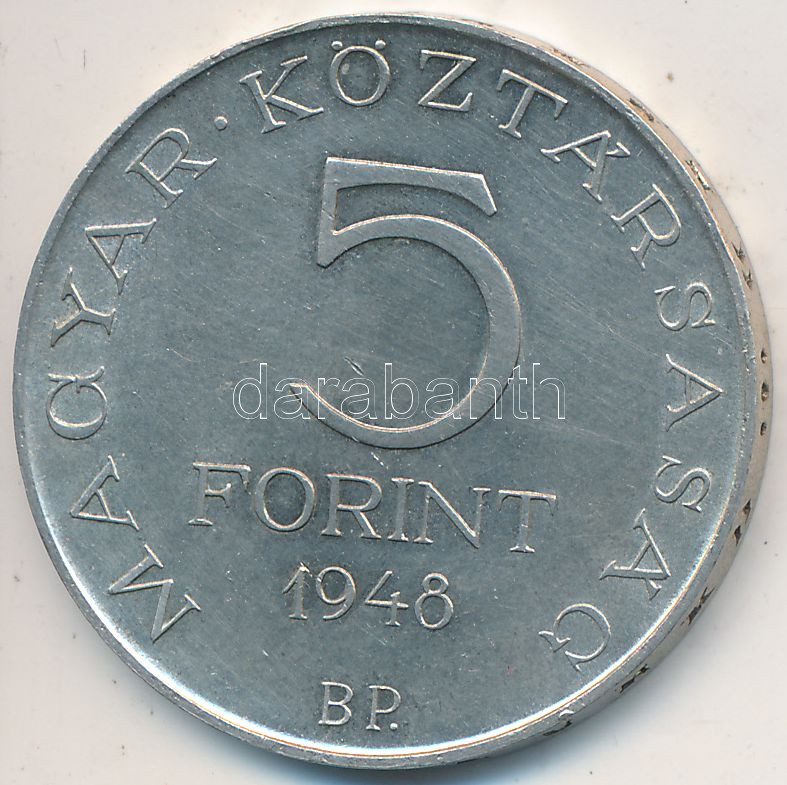 MAGYAR · KÖZTÁRSASÁG
5
FORINT
1948
BP.
darabanth